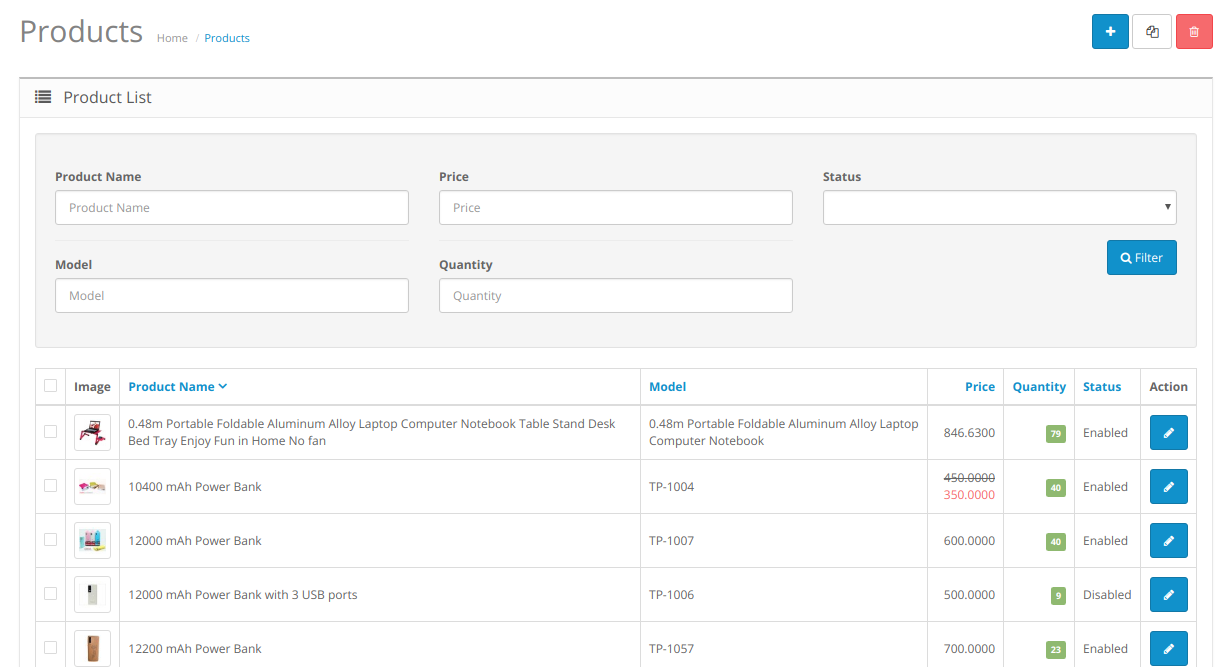 Products Home / Products
Product List
Product Name Price Status
Product Name Price
Filter
Model Quantity
Model Quantity
Image Product Name Model Price Quantity Status Action
0.48m Portable Foldable Aluminum Alloy Laptop Computer Notebook Table Stand Desk
Bed Tray Enjoy Fun in Home No fan
0.48m Portable Foldable Aluminum Alloy Laptop
Computer Notebook
846.6300 79 Enabled
10400 mAh Power Bank TP-1004 450.0000
350.0000 40 Enabled
12000 mAh Power Bank TP-1007 600.0000 40 Enabled
12000 mAh Power Bank with 3 USB ports TP-1006 500.0000 9 Disabled
12200 mAh Power Bank TP-1057 700.0000 23 Enabled